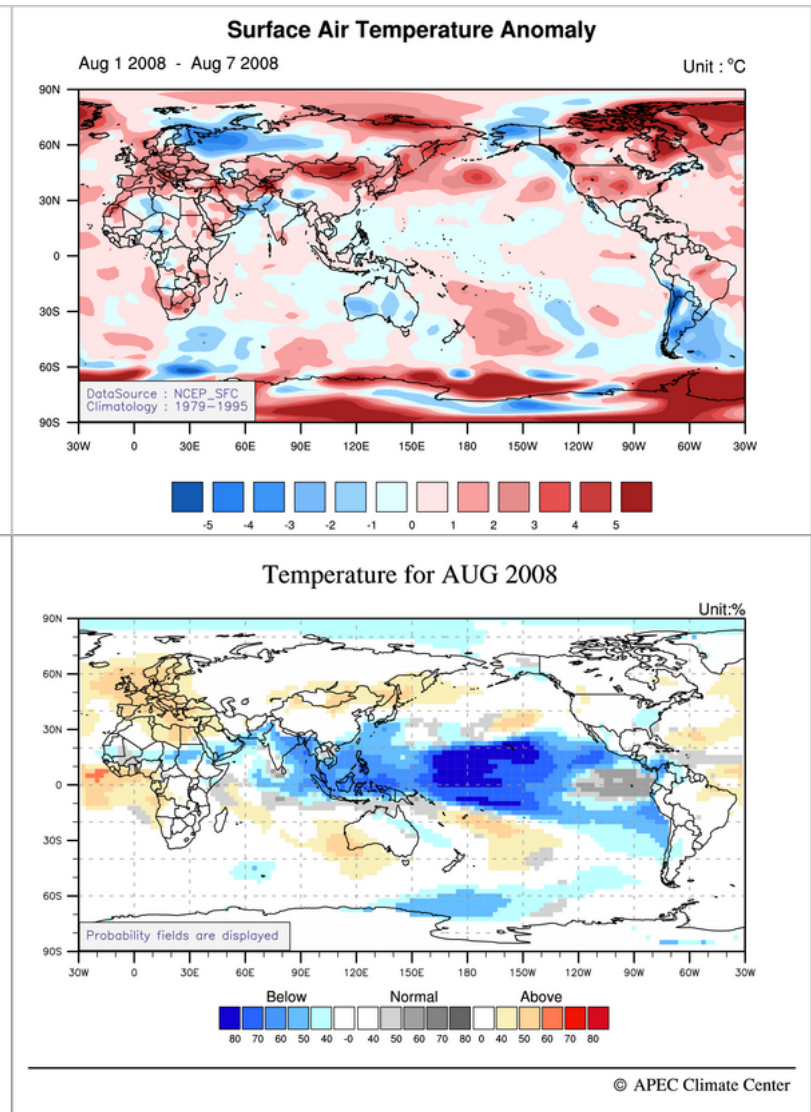 Surface Air Temperature Anomaly
Aug 1 2008 - Aug 7 2008
Unit : °C
90N
60N
30N
0
30S
60S
90S
DataSource : NCEP_SFC
Climatology : 1979-1995
30W 0 30E 60E 90E 120E 150E 180 150W 120W 90W 60W 30W
-5 -4 -3 -2 -1 0 1 2 3 4 5
Temperature for AUG 2008
Unit:%
90N
60N
30N
0
30S
60S
90S
Probability fields are displayed
30W 0 30E 60E 90E 120E 150E 180 150W 120W 90W 60W 30W
Below Normal Above
80 70 60 50 40 -0 40 50 60 70 80 0 40 50 60 70 80
© APEC Climate Center